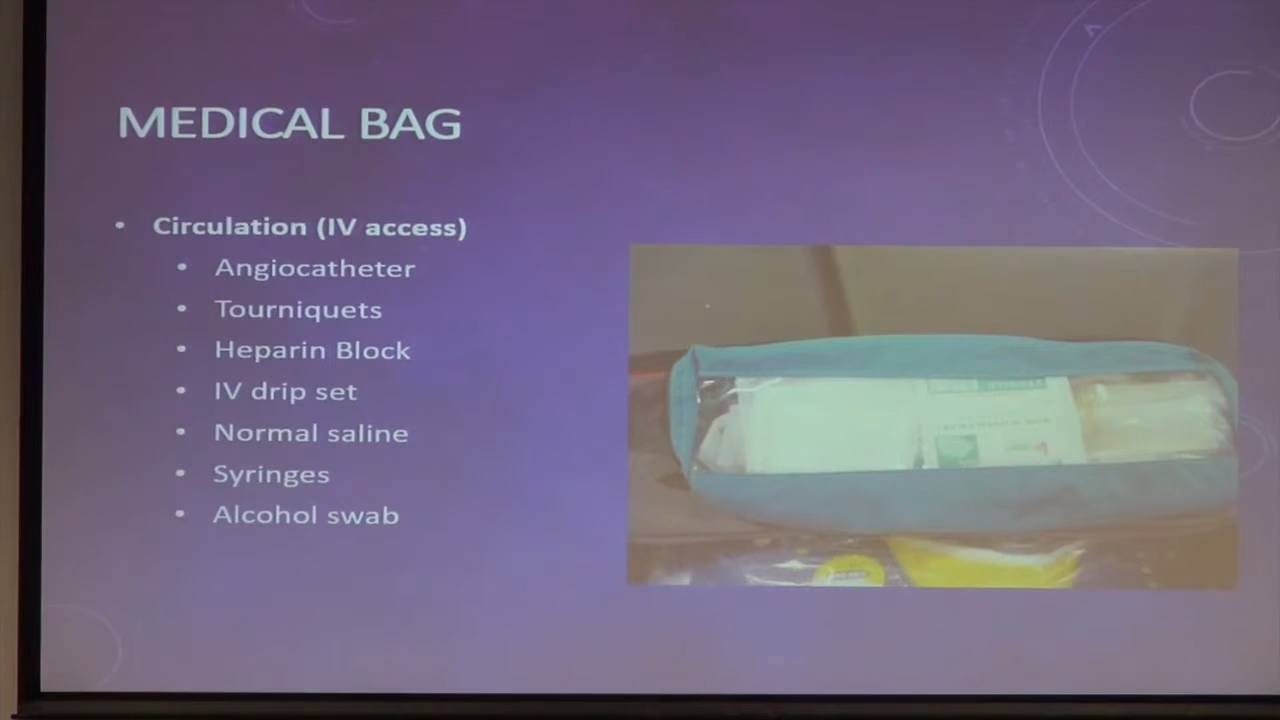 MEDICAL BAG
• Circulation (IV access)
• Angiocatheter
• Tourniquets
• Heparin Block
• IV drip set
• Normal saline
• Syringes
• Alcohol swab